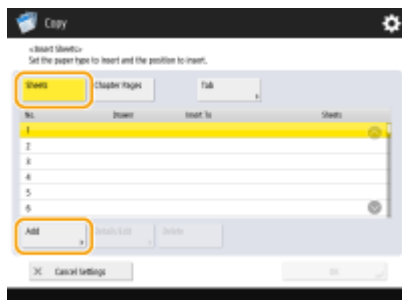 Copy
<Insert Sheets>
Set the paper type to insert and the position to insert.
Sheets
Chapter Pages
Tab
No. Drawer Insert To Sheets
1
2
3
4
5
6
Add
Details/Edit
Delete
Cancel Settings
OK